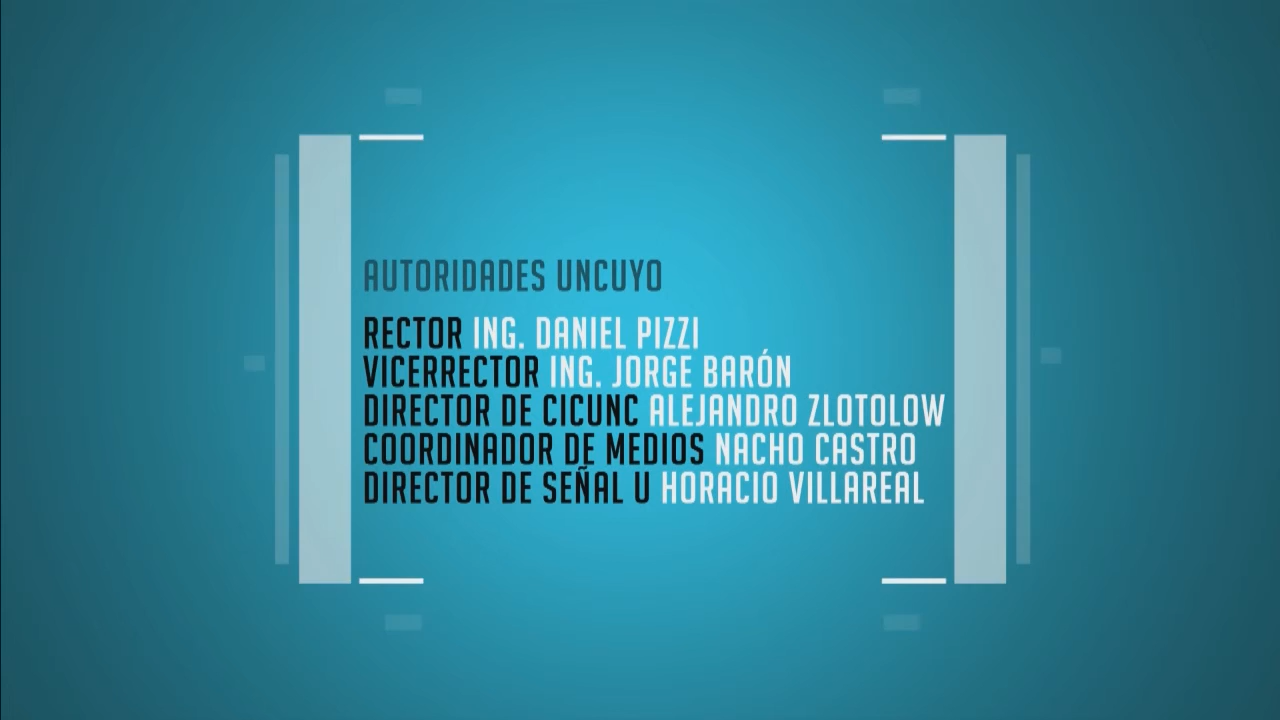 AUTORIDADES UNCUYO
RECTOR ING. DANIEL PIZZI
VICERRECTOR ING. JORGE BARÓN
DIRECTOR DE CICUNC ALEJANDRO ZLOTOLOW
COORDINADOR DE MEDIOS NACHO CASTRO
DIRECTOR DE SEÑAL U HORACIO VILLAREAL